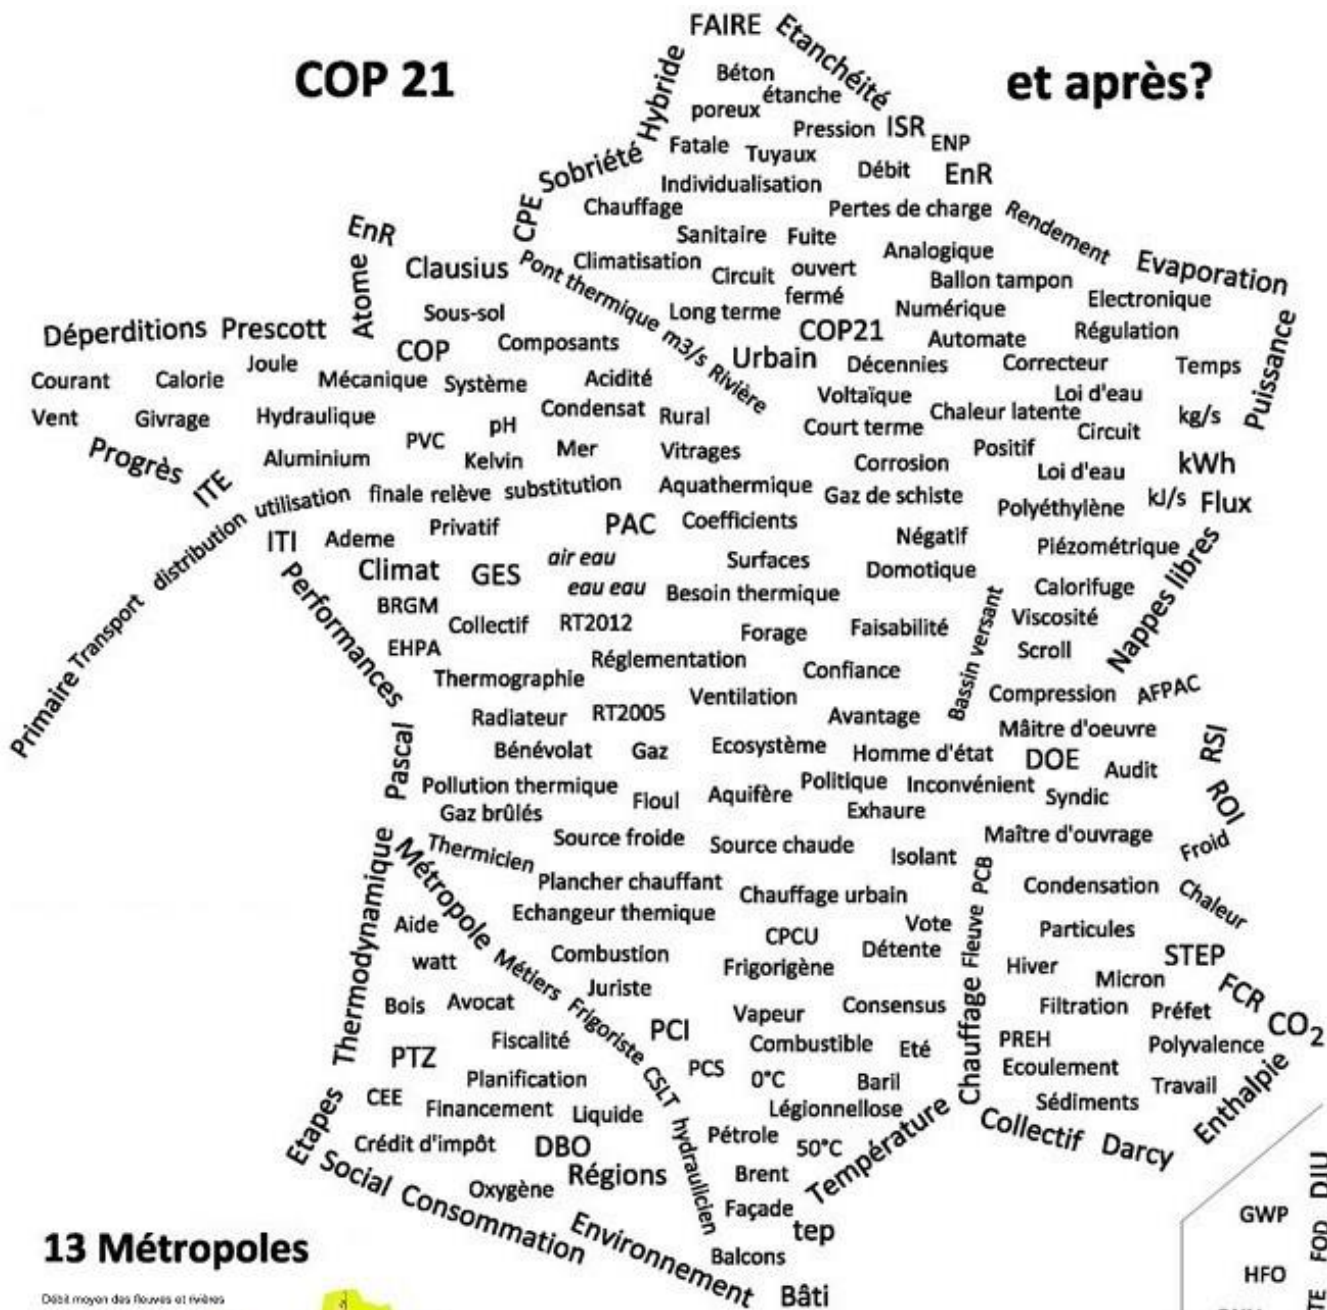 COP 21
et après?
FAIRE
Etanchéité
Hybride
Béton
étanche
poreux
Pression
ISR
ENP
Fatale
Tuyaux
Débit
EnR
Sobriété
Individualisation
CPE
Chauffage
Pertes de charge
Rendement
EnR
Sanitaire
Fuite
Analogique
Evaporation
Atome
Clausius
Pont thermique m3/s Rivière
Climatisation
Circuit
ouvert
fermé
Ballon tampon
Electronique
Sous-sol
Long terme
Numérique
Puissance
Déperditions Prescott
COP
Composants
COP21
Automate
Régulation
Joule
Urbain
Décennies
Correcteur
Temps
Courant
Calorie
Mécanique
Système
Acidité
Voltaïque
Loi d'eau
Vent
Givrage
Hydraulique
Condensat
Rural
Chaleur latente
kg/s
pH
Court terme
Circuit
Progrès
PVC
Aluminium
Kelvin
Mer
Vitrages
Positif
Corrosion
Loi d'eau
kWh
ITE
Primaire Transport distribution utilisation finale relève substitution
Aquathermique
Gaz de schiste
Polyéthylène
kJ/s
Flux
ITI
Ademe
Privatif
PAC
Coefficients
Négatif
Piézométrique
Nappes libres
Climat
GES
air eau
Surfaces
Domotique
Performances
eau eau
Besoin thermique
Calorifuge
BRGM
Collectif
RT2012
Forage
Faisabilité
Bassin versant
Viscosité
EHPA
Réglementation
Confiance
Scroll
Thermographie
Ventilation
Compression
AFPAC
Radiateur
RT2005
Avantage
Mâitre d'oeuvre
RSI
Pascal
Bénévolat
Gaz
Ecosystème
Homme d'état
DOE
Audit
Pollution thermique
Politique
Inconvénient
Syndic
ROI
Gaz brûlés
Fioul
Aquifère
Exhaure
Thermodynamique
Métropole Métiers Frigoriste CSLT hydraulicien
Thermicien
Source froide
Source chaude
Isolant
Maître d'ouvrage
Froid
Plancher chauffant
Chauffage urbain
Chauffage Fleuve PCB
Condensation
Chaleur
Echangeur themique
Aide
Vote
CPCU
Détente
Particules
watt
Combustion
Frigorigène
Hiver
Micron
STEP
Juriste
Bois
Avocat
Vapeur
Consensus
Filtration
Préfet
FCR
CO2
PCI
Fiscalité
Combustible
Eté
PREH
Polyvalence
PTZ
PCS
0°C
Baril
Ecoulement
Travail
Planification
Enthalpie
CEE
Financement
Liquide
Légionnellose
Sédiments
Etapes
Crédit d'impôt
DBO
Pétrole
50°C
Température
Collectif Darcy
Régions
Brent
Social Consommation
Oxygène
Façade
tep
Environnement
Balcons
Bâti
13 Métropoles
Débit moyen des fleuves et rivières
DIU
GWP
FOD
HFO
TE